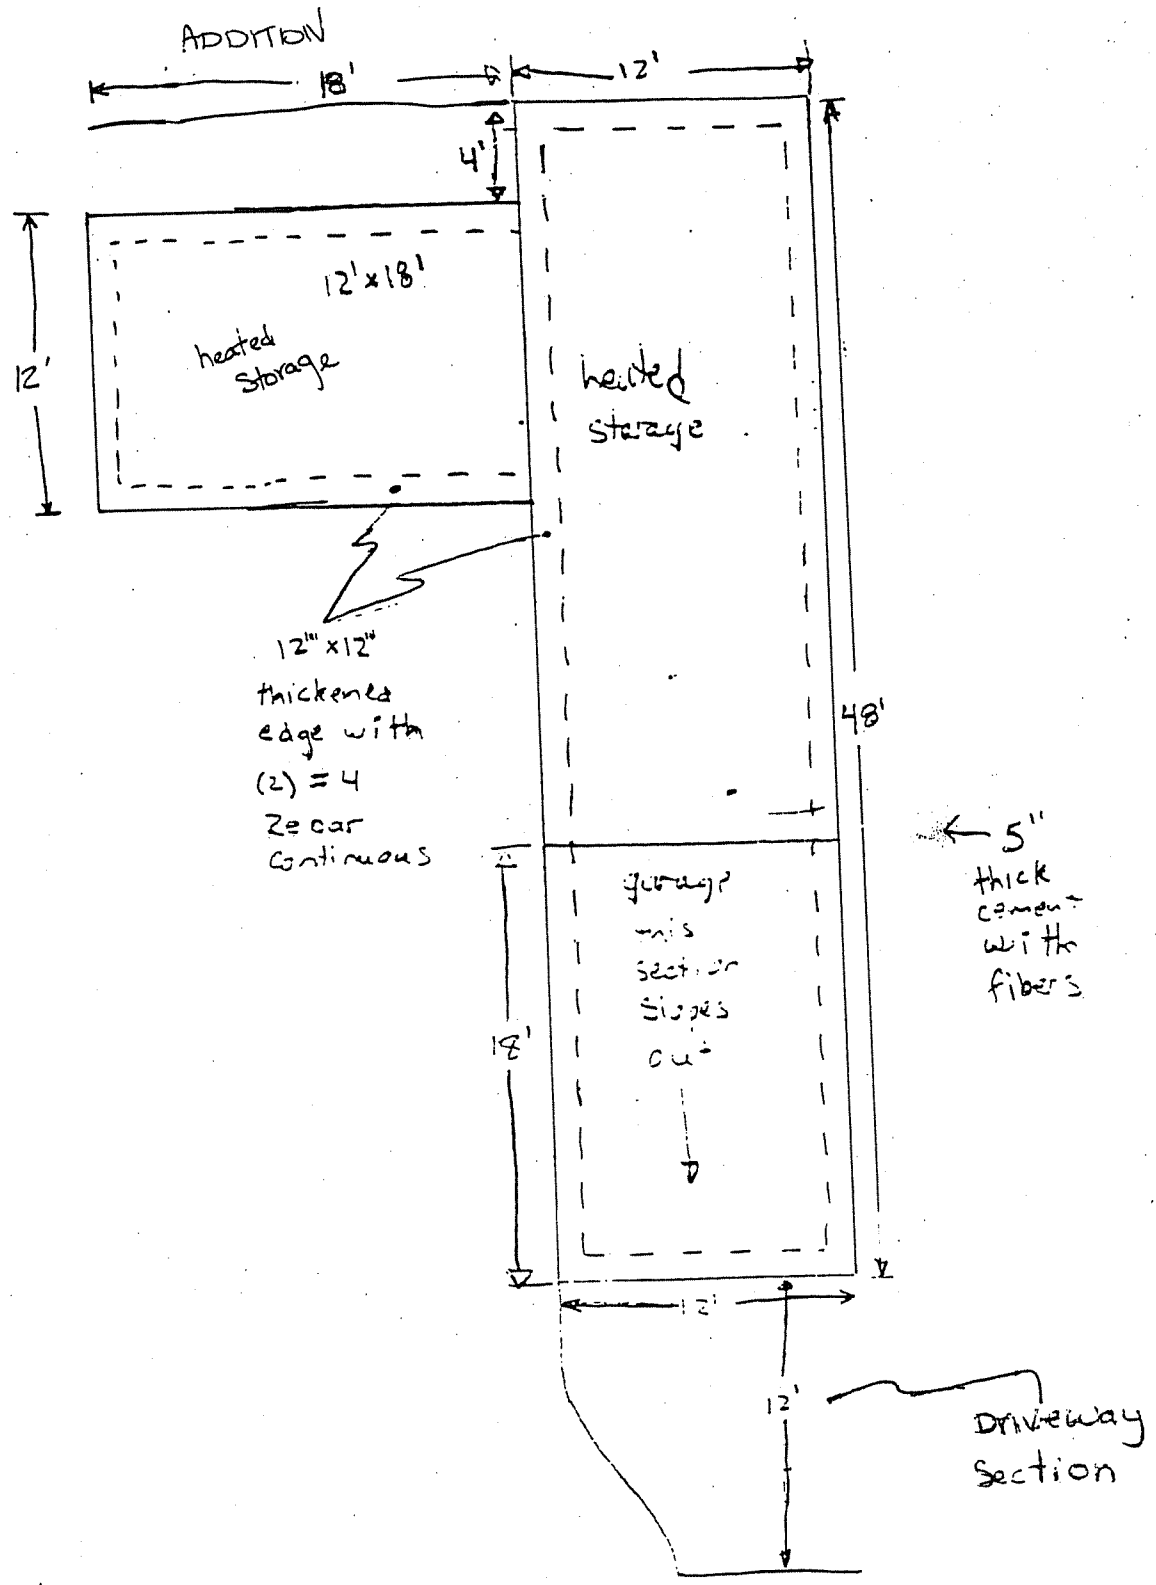 ADDITION
18'
12'
4'
12'x18'
heated
storage
12'
heated
storage
12"x12"
thickened
edge with
(2) = 4
Rebar
continuous
48'
5"
thick
cement
with
fibers
garage
this
section
slopes
out
18'
12'
12'
Driveway
section